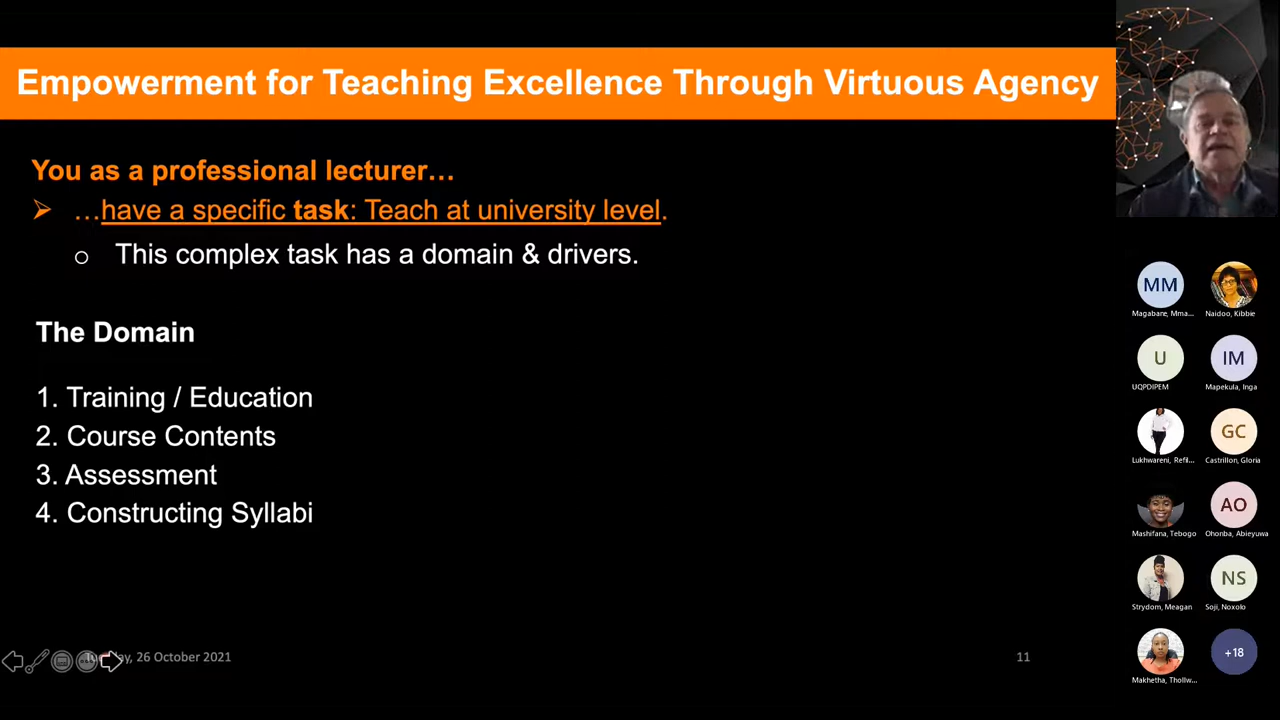 Empowerment for Teaching Excellence Through Virtuous Agency
You as a professional lecturer…
…have a specific task: Teach at university level.
This complex task has a domain & drivers.
The Domain
1. Training / Education
2. Course Contents
3. Assessment
4. Constructing Syllabi
26 October 2021
11
MM
Magabane, Mma...
Naidoo, Kibbie
U
UQPDIPEM
IM
Mapekula, Inga
Lukhwareni, Refil...
GC
Castrillon, Gloria
Mashifana, Tebogo
AO
Ohonba, Abieyuwa
Strydom, Meagan
NS
Soji, Noxolo
Makhetha, Thollw...
+18